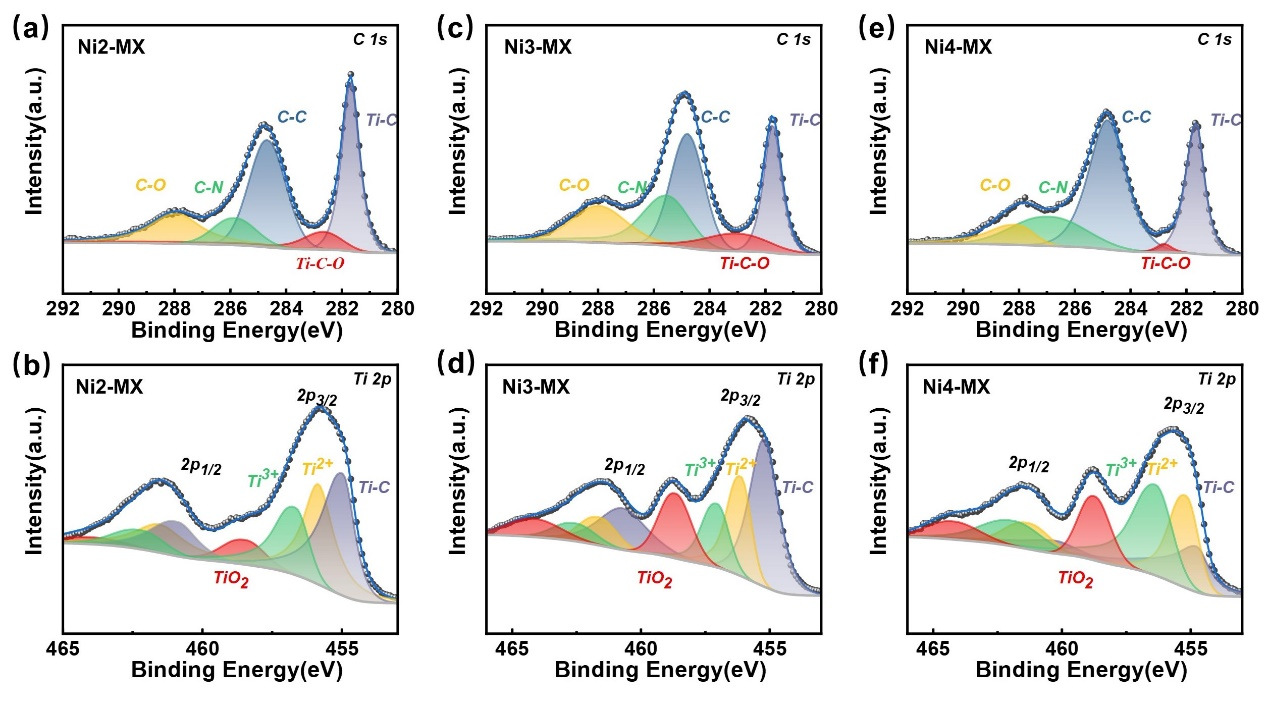 (a)
Ni2-MX
C 1s
C-O
C-N
C-C
Ti-C
Ti-C-O
Intensity(a.u.)
292 290 288 286 284 282 280
Binding Energy(eV)
(c)
Ni3-MX
C 1s
C-O
C-N
C-C
Ti-C
Ti-C-O
Intensity(a.u.)
292 290 288 286 284 282 280
Binding Energy(eV)
(e)
Ni4-MX
C 1s
C-O
C-N
C-C
Ti-C
Ti-C-O
Intensity(a.u.)
292 290 288 286 284 282 280
Binding Energy(eV)
(b)
Ni2-MX
Ti 2p
2p3/2
2p1/2
Ti3+
Ti2+
Ti-C
TiO2
Intensity(a.u.)
465 460 455
Binding Energy(eV)
(d)
Ni3-MX
Ti 2p
2p3/2
2p1/2
Ti3+
Ti2+
Ti-C
TiO2
Intensity(a.u.)
465 460 455
Binding Energy(eV)
(f)
Ni4-MX
Ti 2p
2p3/2
2p1/2
Ti3+
Ti2+
Ti-C
TiO2
Intensity(a.u.)
465 460 455
Binding Energy(eV)